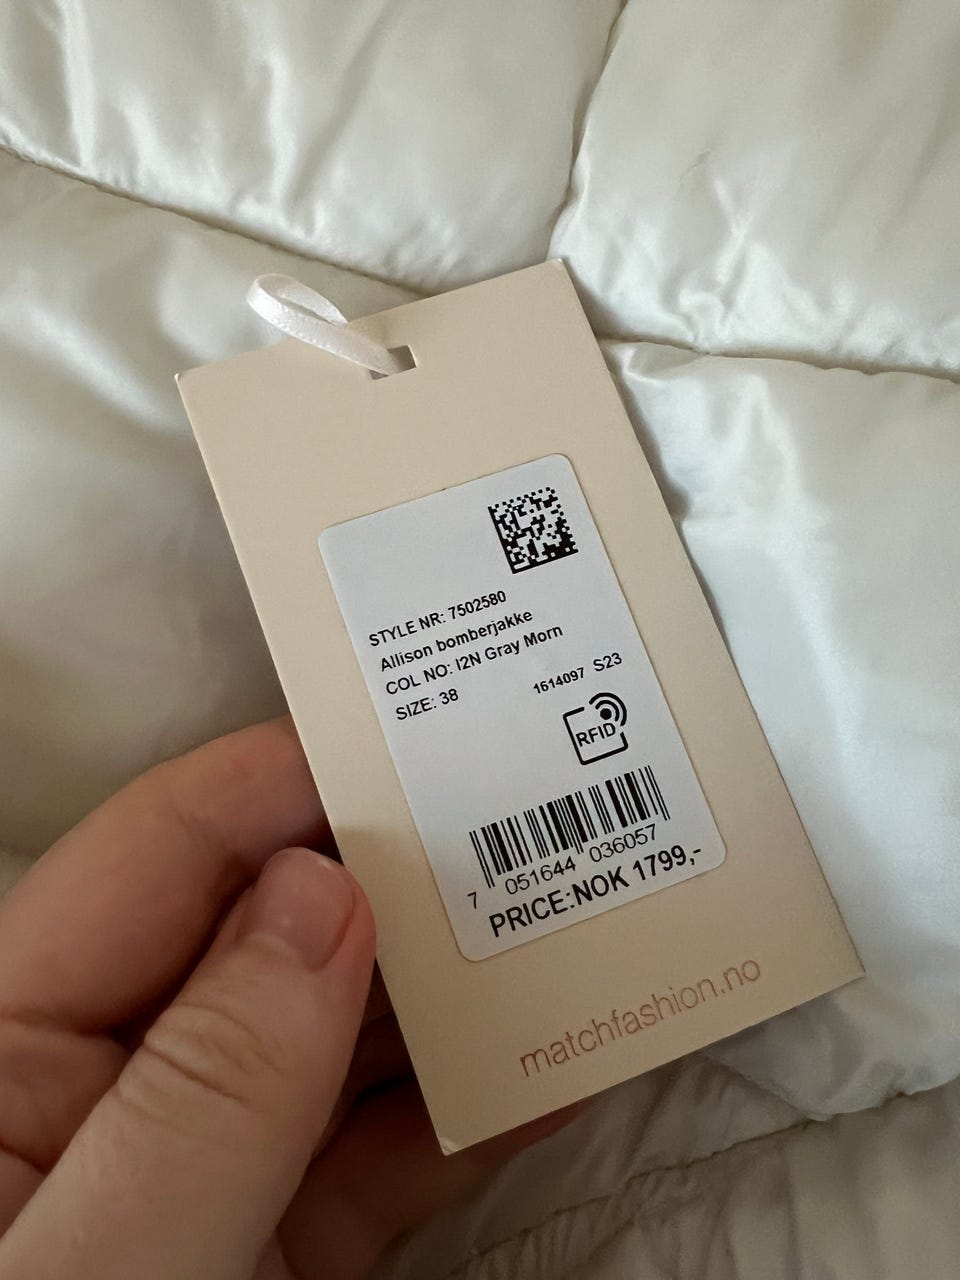 STYLE NR: 7502580
Allison bomberjakke
COL NO: I2N Gray Morn
SIZE: 38
1614097 S23
RFID
7 051644 036057
PRICE:NOK 1799,-
matchfashion.no